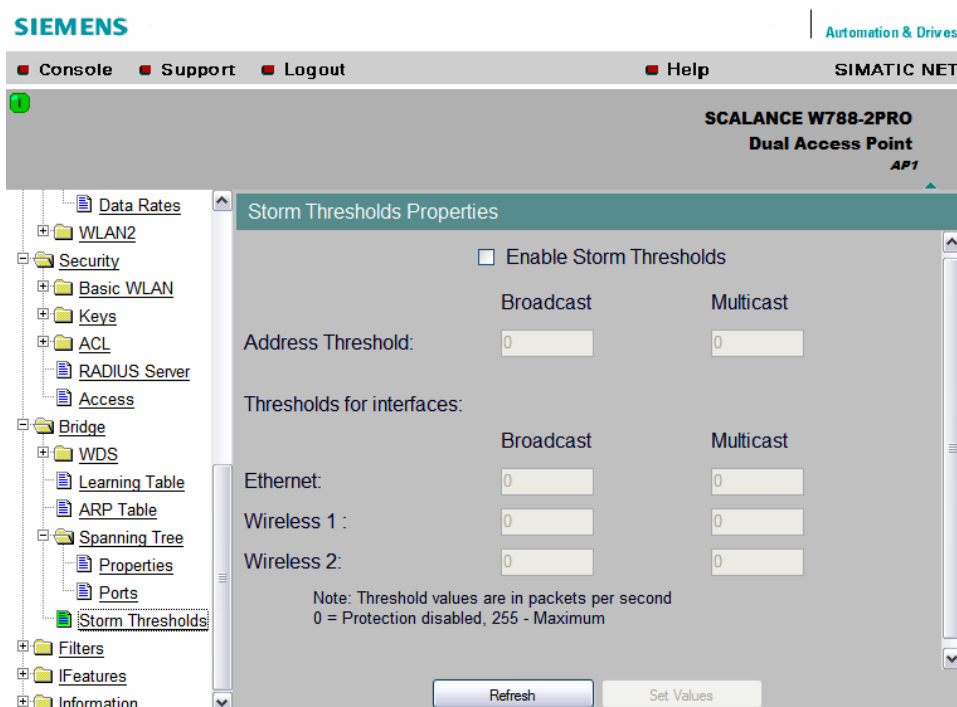 SIEMENS
Automation & Drives
Console Support Logout Help SIMATIC NET
SCALANCE W788-2PRO
Dual Access Point
AP1
Data Rates
WLAN2
Security
Basic WLAN
Keys
ACL
RADIUS Server
Access
Bridge
WDS
Learning Table
ARP Table
Spanning Tree
Properties
Ports
Storm Thresholds
Filters
IFeatures
Information
Storm Thresholds Properties
Enable Storm Thresholds
Broadcast Multicast
Address Threshold: 0 0
Thresholds for interfaces:
Broadcast Multicast
Ethernet: 0 0
Wireless 1 : 0 0
Wireless 2: 0 0
Note: Threshold values are in packets per second
0 = Protection disabled, 255 - Maximum
Refresh Set Values